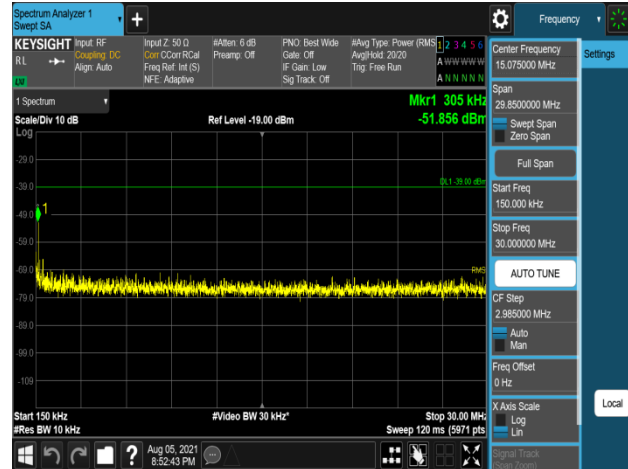 Spectrum Analyzer 1
Swept SA
+
Frequency
KEYSIGHT
RL
LW
Input: RF
Coupling: DC
Align: Auto
Input Z: 50 Ω
Corr CCorr RCal
Freq Ref: Int (S)
NFE: Adaptive
#Atten: 6 dB
Preamp: Off
PNO: Best Wide
Gate: Off
IF Gain: Low
Sig Track: Off
#Avg Type: Power (RMS
Avg|Hold: 20/20
Trig: Free Run
1 2 3 4 5 6
A W W W W W
A N N N N N
1 Spectrum
Scale/Div 10 dB
Ref Level -19.00 dBm
Mkr1 305 kHz
-51.856 dBm
Log
-29.0
-39.0
DL1 -39.00 dBm
-49.0
1
-59.0
-69.0
RMS
-79.0
-89.0
-99.0
-109
Start 150 kHz
#Video BW 30 kHz*
Stop 30.00 MHz
#Res BW 10 kHz
Sweep 120 ms (5971 pts
?
Aug 05, 2021
8:52:43 PM
Center Frequency
15.075000 MHz
Span
29.8500000 MHz
Swept Span
Zero Span
Full Span
Start Freq
150.000 kHz
Stop Freq
30.000000 MHz
AUTO TUNE
CF Step
2.985000 MHz
Auto
Man
Freq Offset
0 Hz
X Axis Scale
Log
Lin
Signal Track
(Span Zoom)
Settings
Local